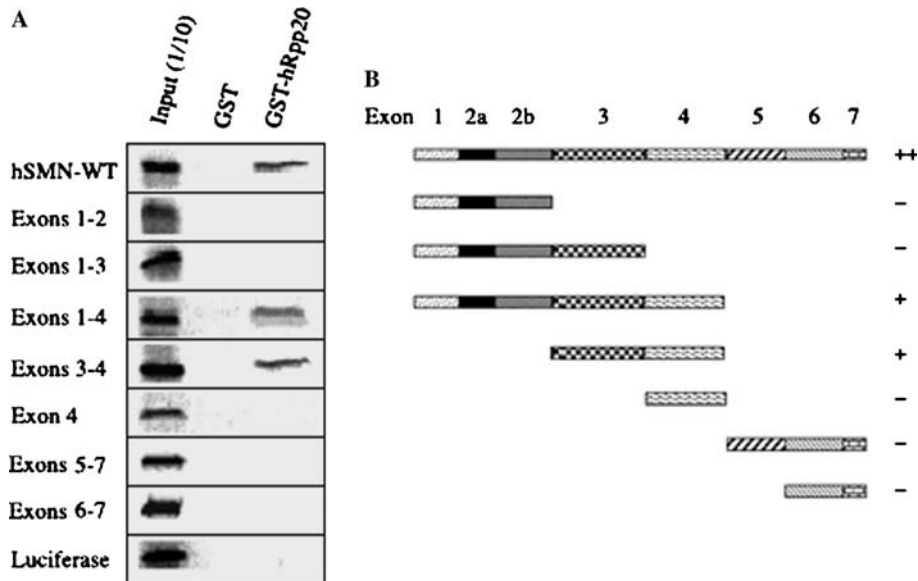 A
Input (1/10)
GST
GST-hRpp20
hSMN-WT
Exons 1-2
Exons 1-3
Exons 1-4
Exons 3-4
Exon 4
Exons 5-7
Exons 6-7
Luciferase
B
Exon 1 2a 2b 3 4 5 6 7
++
-
-
+
+
-
-
-